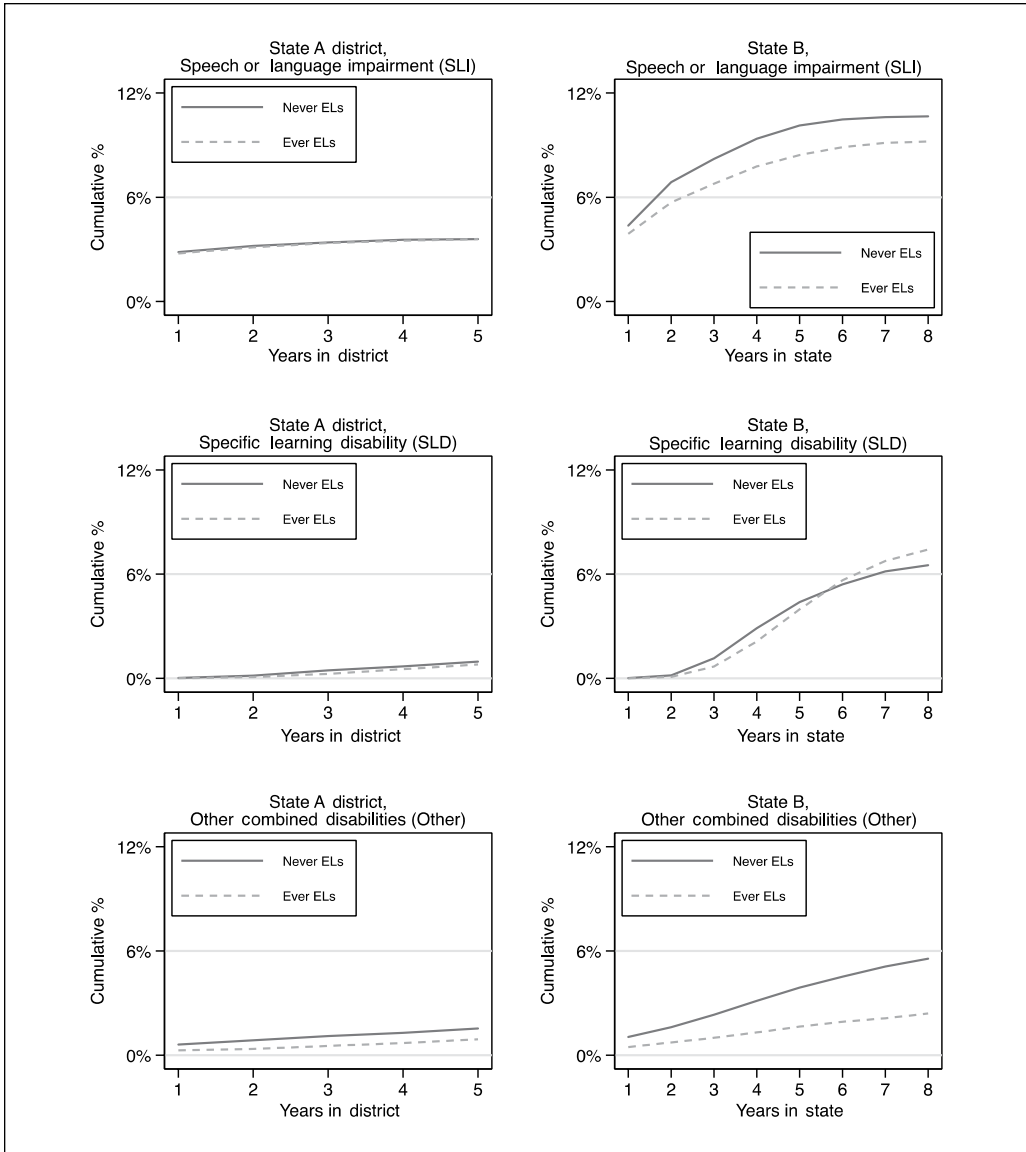 State A district,
Speech or language impairment (SLI)
12%
6%
0%
Cumulative %
Never ELs
Ever ELs
1 2 3 4 5
Years in district
State B,
Speech or language impairment (SLI)
12%
6%
0%
Cumulative %
Never ELs
Ever ELs
1 2 3 4 5 6 7 8
Years in state
State A district,
Specific learning disability (SLD)
12%
6%
0%
Cumulative %
Never ELs
Ever ELs
1 2 3 4 5
Years in district
State B,
Specific learning disability (SLD)
12%
6%
0%
Cumulative %
Never ELs
Ever ELs
1 2 3 4 5 6 7 8
Years in state
State A district,
Other combined disabilities (Other)
12%
6%
0%
Cumulative %
Never ELs
Ever ELs
1 2 3 4 5
Years in district
State B,
Other combined disabilities (Other)
12%
6%
0%
Cumulative %
Never ELs
Ever ELs
1 2 3 4 5 6 7 8
Years in state